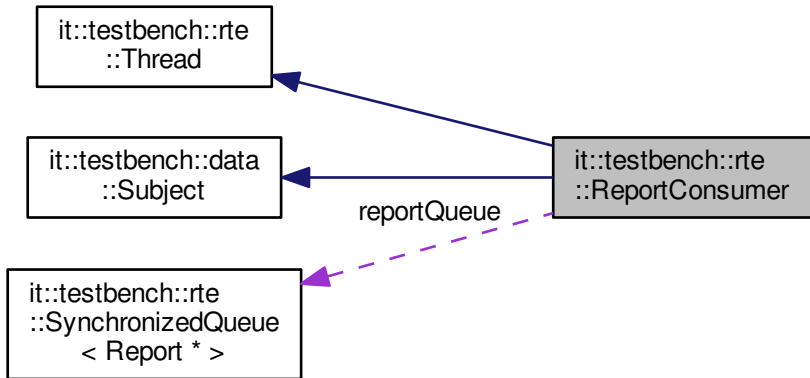 it::testbench::rte
::Thread
it::testbench::data
::Subject
it::testbench::rte
::ReportConsumer
reportQueue
it::testbench::rte
::SynchronizedQueue
< Report * >